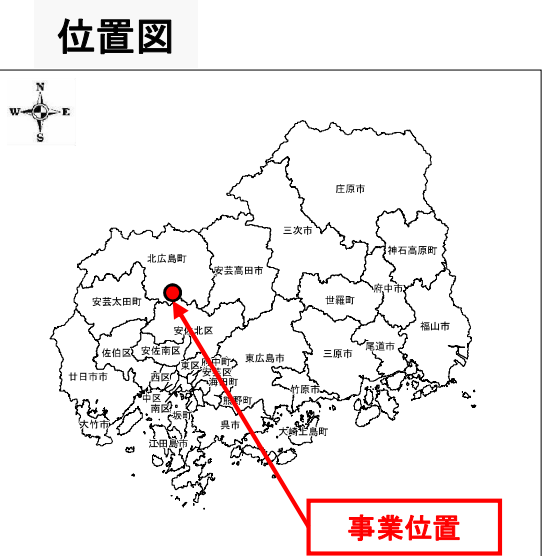 位置図
N
W E
S
庄原市
三次市
神石高原町
北広島町
安芸高田市
府中市
安芸太田町
世羅町
福山市
安佐北区
尾道市
佐伯区
安佐南区
東広島市
三原市
府中町
東区
安芸区
廿日市市
西区
海田町
竹原市
中区
熊野町
南区
坂町
大竹市
呉市
大崎上島町
江田島市
事業位置